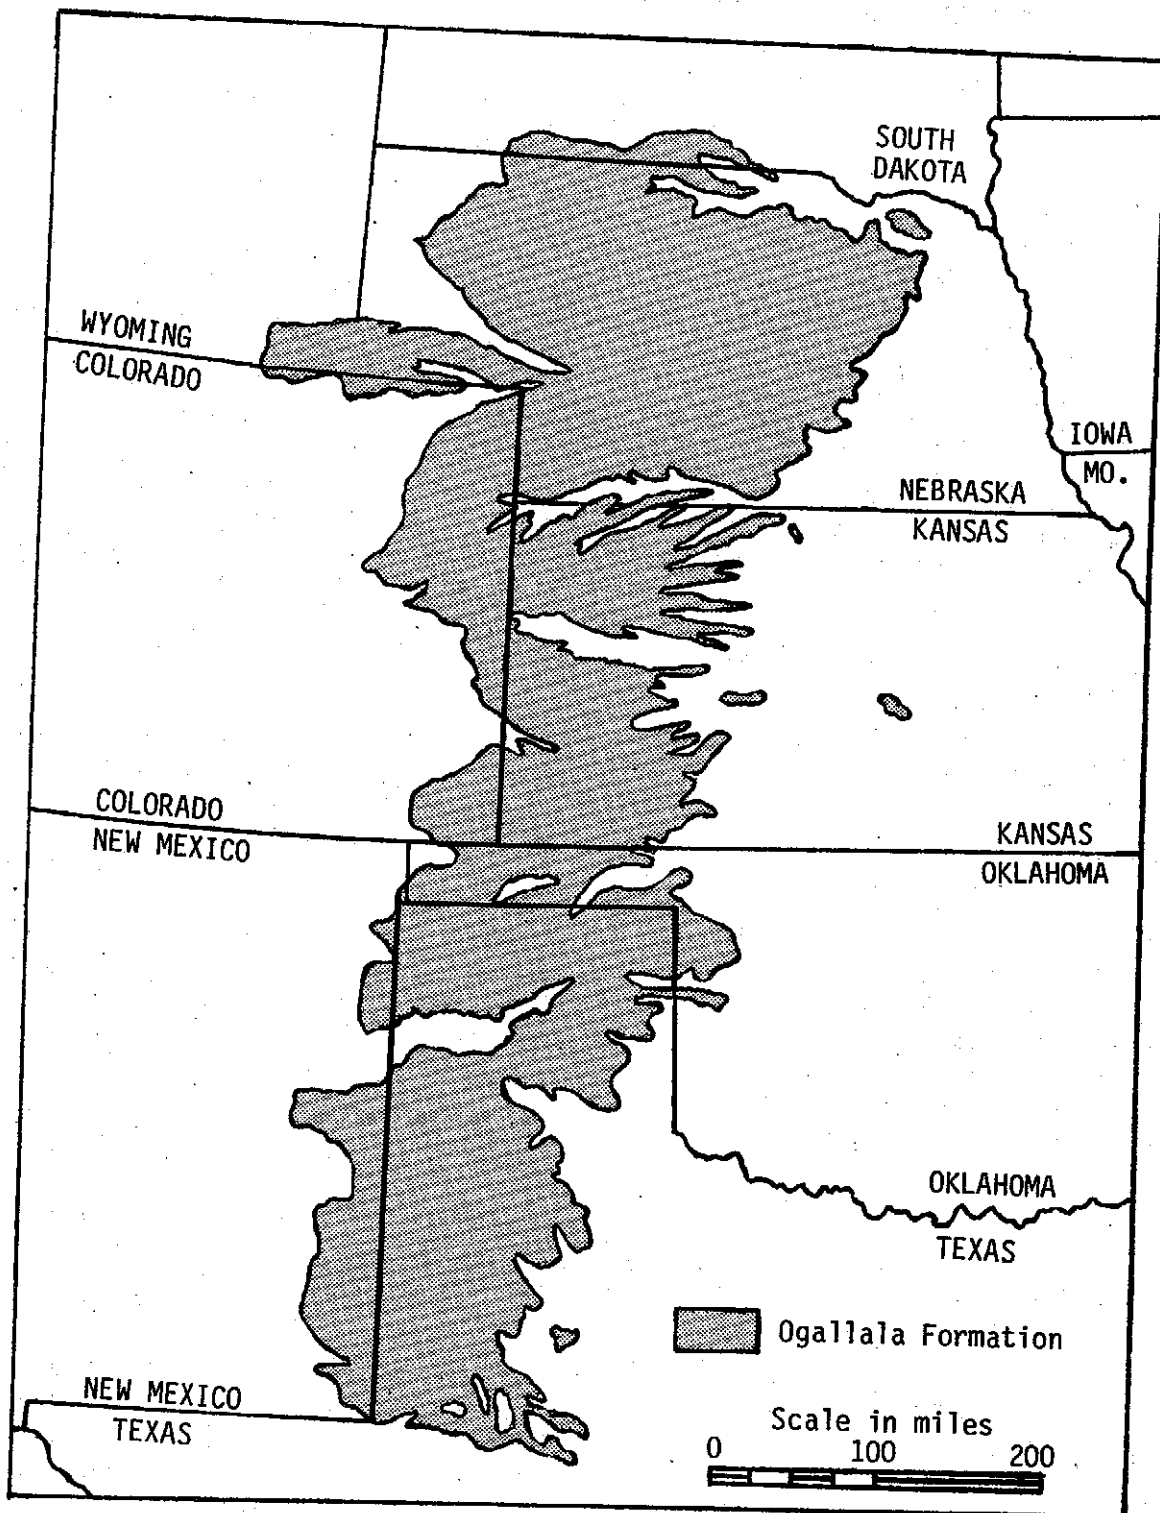 SOUTH
DAKOTA
WYOMING
COLORADO
IOWA
MO.
NEBRASKA
KANSAS
COLORADO
NEW MEXICO
KANSAS
OKLAHOMA
OKLAHOMA
TEXAS
Ogallala Formation
NEW MEXICO
TEXAS
Scale in miles
0 100 200